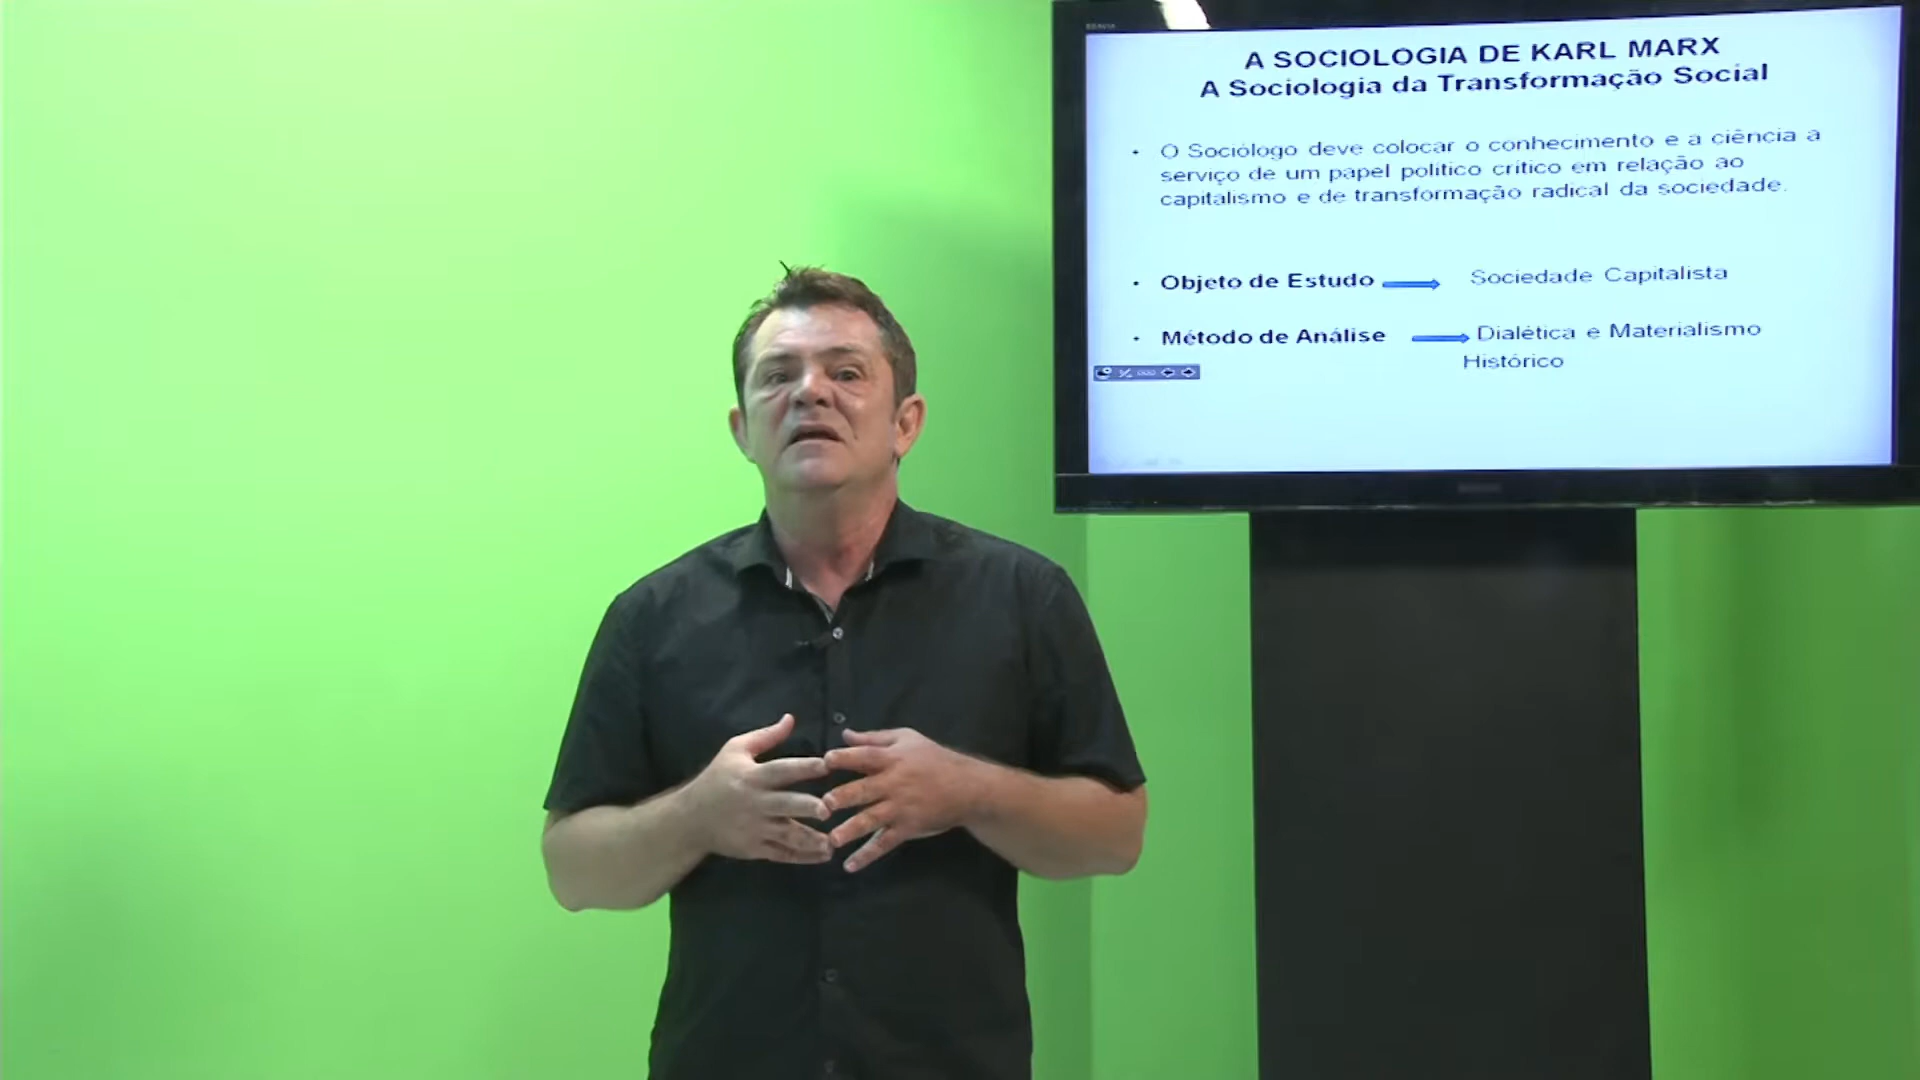 BRAVIA
A SOCIOLOGIA DE KARL MARX
A Sociologia da Transformação Social
• O Sociólogo deve colocar o conhecimento e a ciência a
serviço de um papel político crítico em relação ao
capitalismo e de transformação radical da sociedade.
• Objeto de Estudo Sociedade Capitalista
• Método de Análise Dialética e Materialismo
Histórico